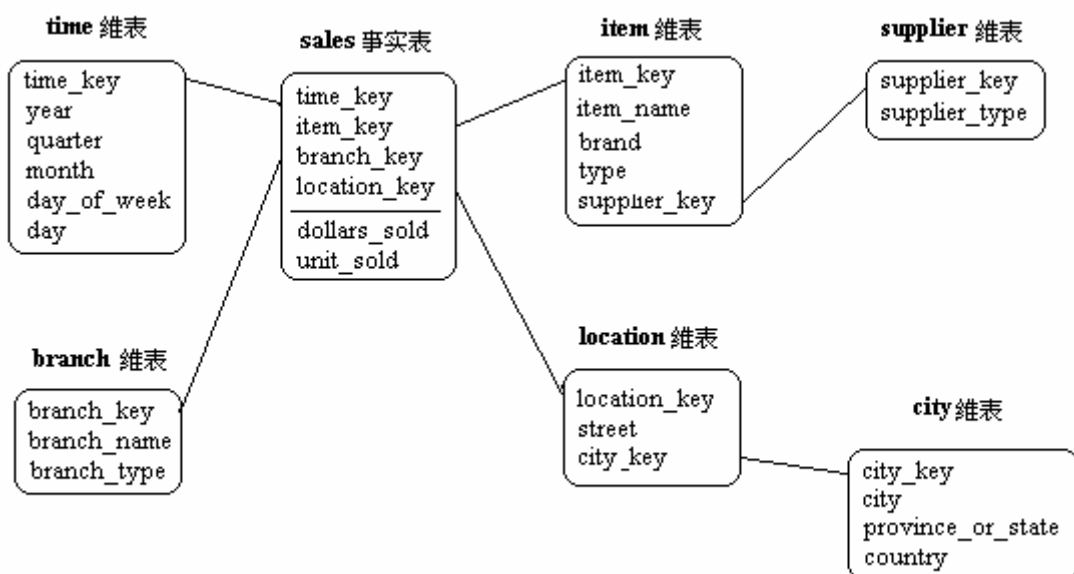 time 維表
time_key
year
quarter
month
day_of_week
day
sales 事实表
time_key
item_key
branch_key
location_key
dollars_sold
unit_sold
item 維表
item_key
item_name
brand
type
supplier_key
supplier 維表
supplier_key
supplier_type
branch 維表
branch_key
branch_name
branch_type
location 維表
location_key
street
city_key
city維表
city_key
city
province_or_state
country